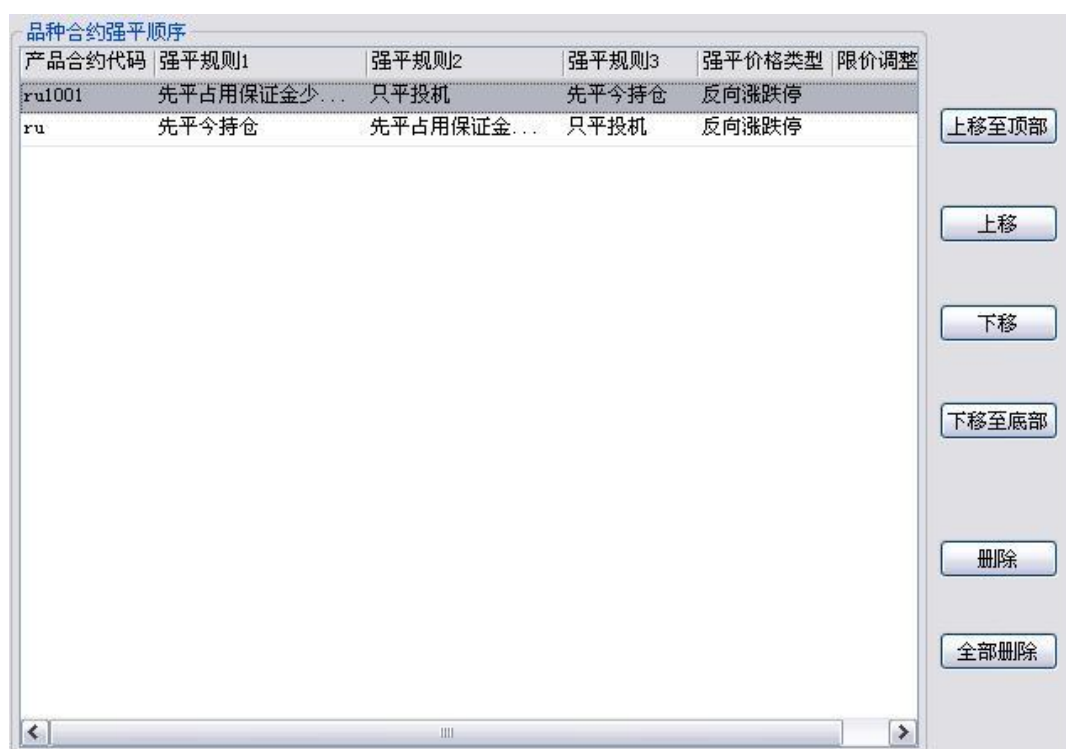 品种合约强平顺序
产品合约代码 强平规则1 强平规则2 强平规则3 强平价格类型 限价调整
ru1001 先平占用保证金少... 只平投机 先平今持仓 反向涨跌停
ru 先平今持仓 先平占用保证金... 只平投机 反向涨跌停
上移至顶部
上移
下移
下移至底部
删除
全部删除